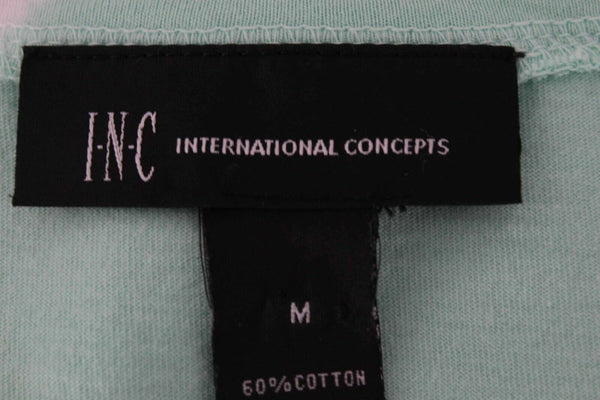 I·N·C INTERNATIONAL CONCEPTS
M
60% COTTON